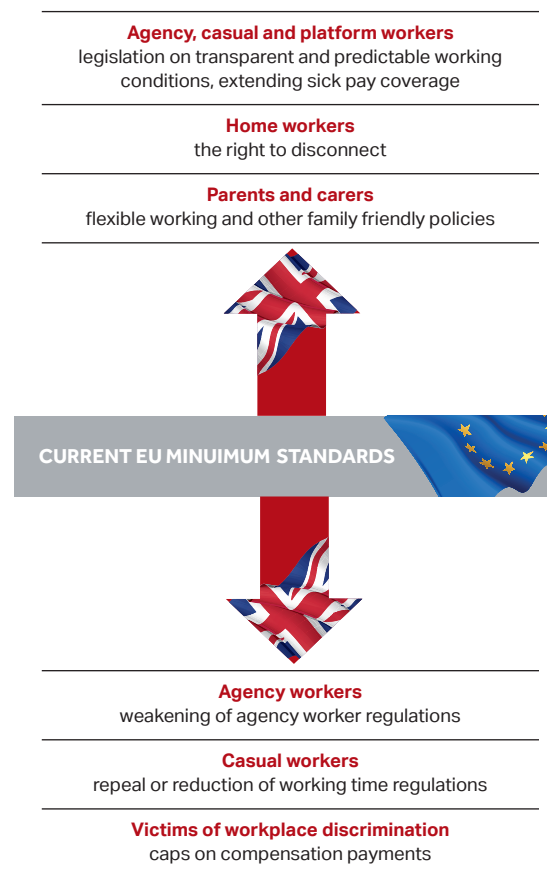 Agency, casual and platform workers
legislation on transparent and predictable working
conditions, extending sick pay coverage
Home workers
the right to disconnect
Parents and carers
flexible working and other family friendly policies
CURRENT EU MINUIMUM STANDARDS
Agency workers
weakening of agency worker regulations
Casual workers
repeal or reduction of working time regulations
Victims of workplace discrimination
caps on compensation payments